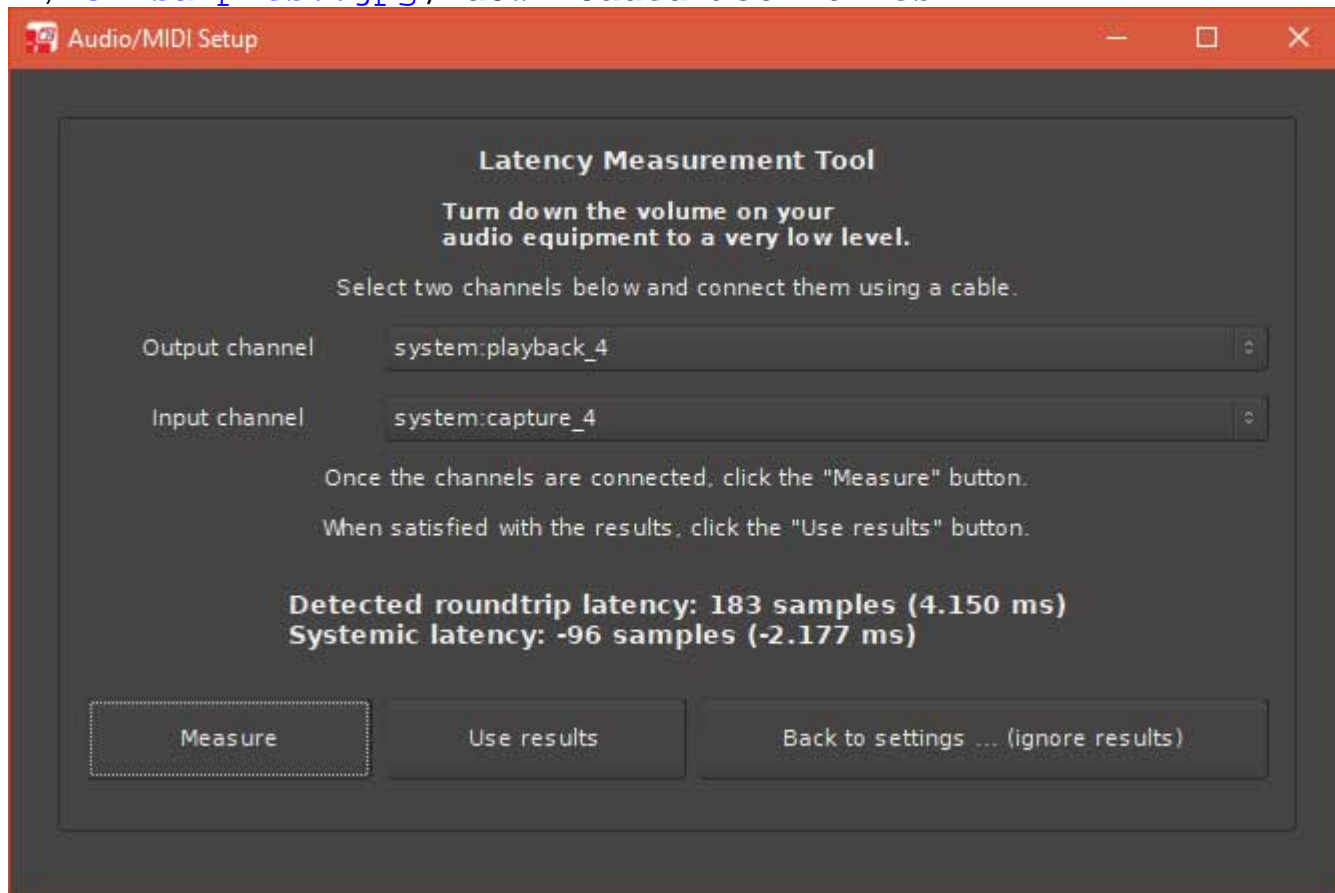 Audio/MIDI Setup
Latency Measurement Tool
Turn down the volume on your
audio equipment to a very low level.
Select two channels below and connect them using a cable.
Output channel system:playback_4
Input channel system:capture_4
Once the channels are connected, click the "Measure" button.
When satisfied with the results, click the "Use results" button.
Detected roundtrip latency: 183 samples (4.150 ms)
Systemic latency: -96 samples (-2.177 ms)
Measure Use results Back to settings ... (ignore results)